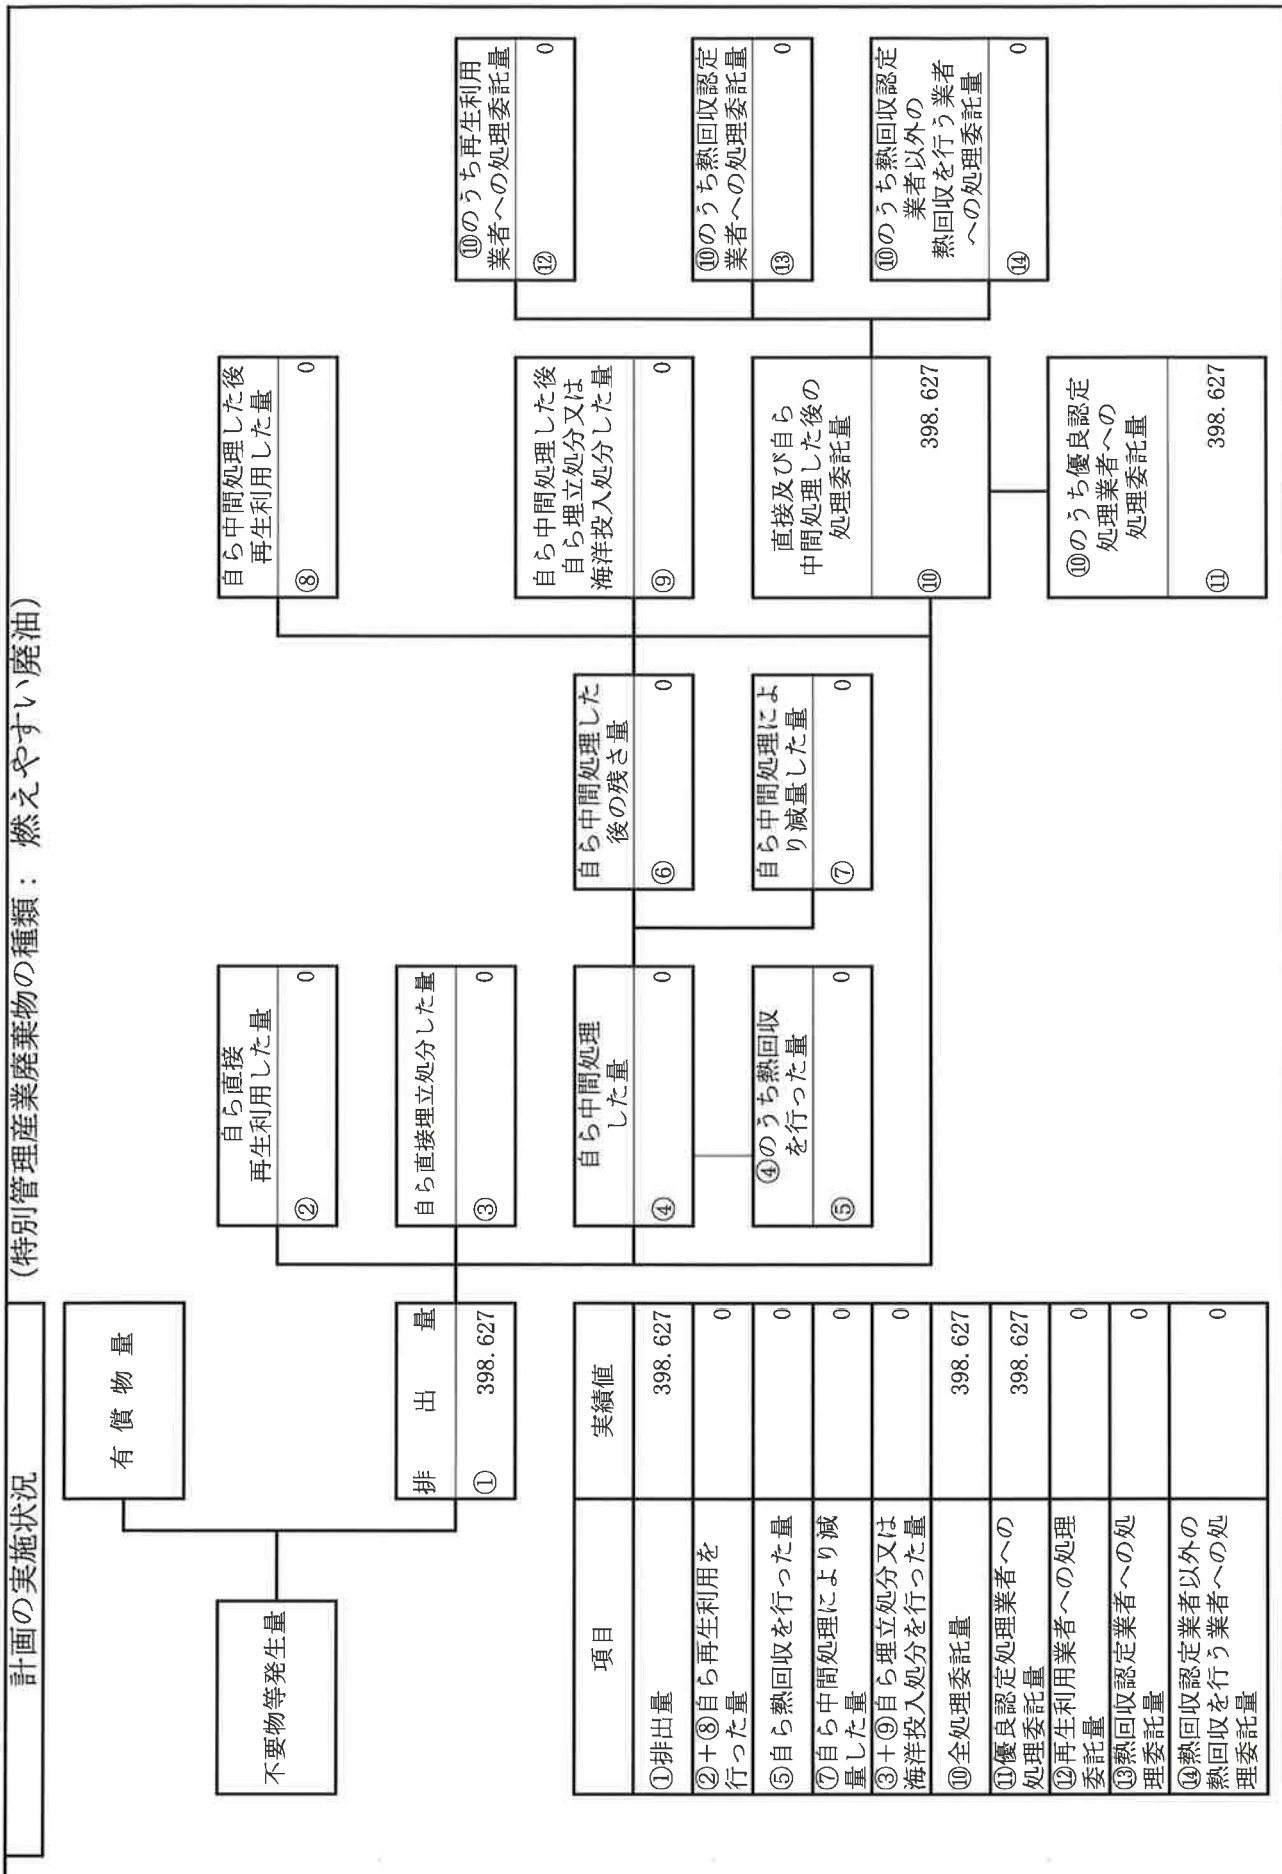 計画の実施状況
(特別管理産業廃棄物の種類: 燃えやすい廃油)
不要物等発生量
有償物量
排出量
① 398.627
自ら直接
再生利用した量
② 0
自ら直接埋立処分した量
③ 0
自ら中間処理
した量
④ 0
④のうち熱回収
を行った量
⑤ 0
自ら中間処理した
後の残さ量
⑥ 0
自ら中間処理によ
り減量した量
⑦ 0
自ら中間処理した後
再生利用した量
⑧ 0
自ら中間処理した後
自ら埋立処分又は
海洋投入処分した量
⑨ 0
直接及び自ら
中間処理した後の
処理委託量
⑩ 398.627
⑩のうち優良認定
処理業者への
処理委託量
⑪ 398.627
⑩のうち再生利用
業者への処理委託量
⑫ 0
⑩のうち熱回収認定
業者への処理委託量
⑬ 0
⑩のうち熱回収認定
業者以外の
熱回収を行う業者
への処理委託量
⑭ 0
項目 実績値
①排出量 398.627
②+⑧自ら再生利用を
行った量 0
⑤自ら熱回収を行った量 0
⑦自ら中間処理により減
量した量 0
③+⑨自ら埋立処分又は
海洋投入処分を行った量 0
⑩全処理委託量 398.627
⑪優良認定処理業者への
処理委託量 398.627
⑫再生利用業者への処理
委託量 0
⑬熱回収認定業者への処
理委託量 0
⑭熱回収認定業者以外の
熱回収を行う業者への処
理委託量 0